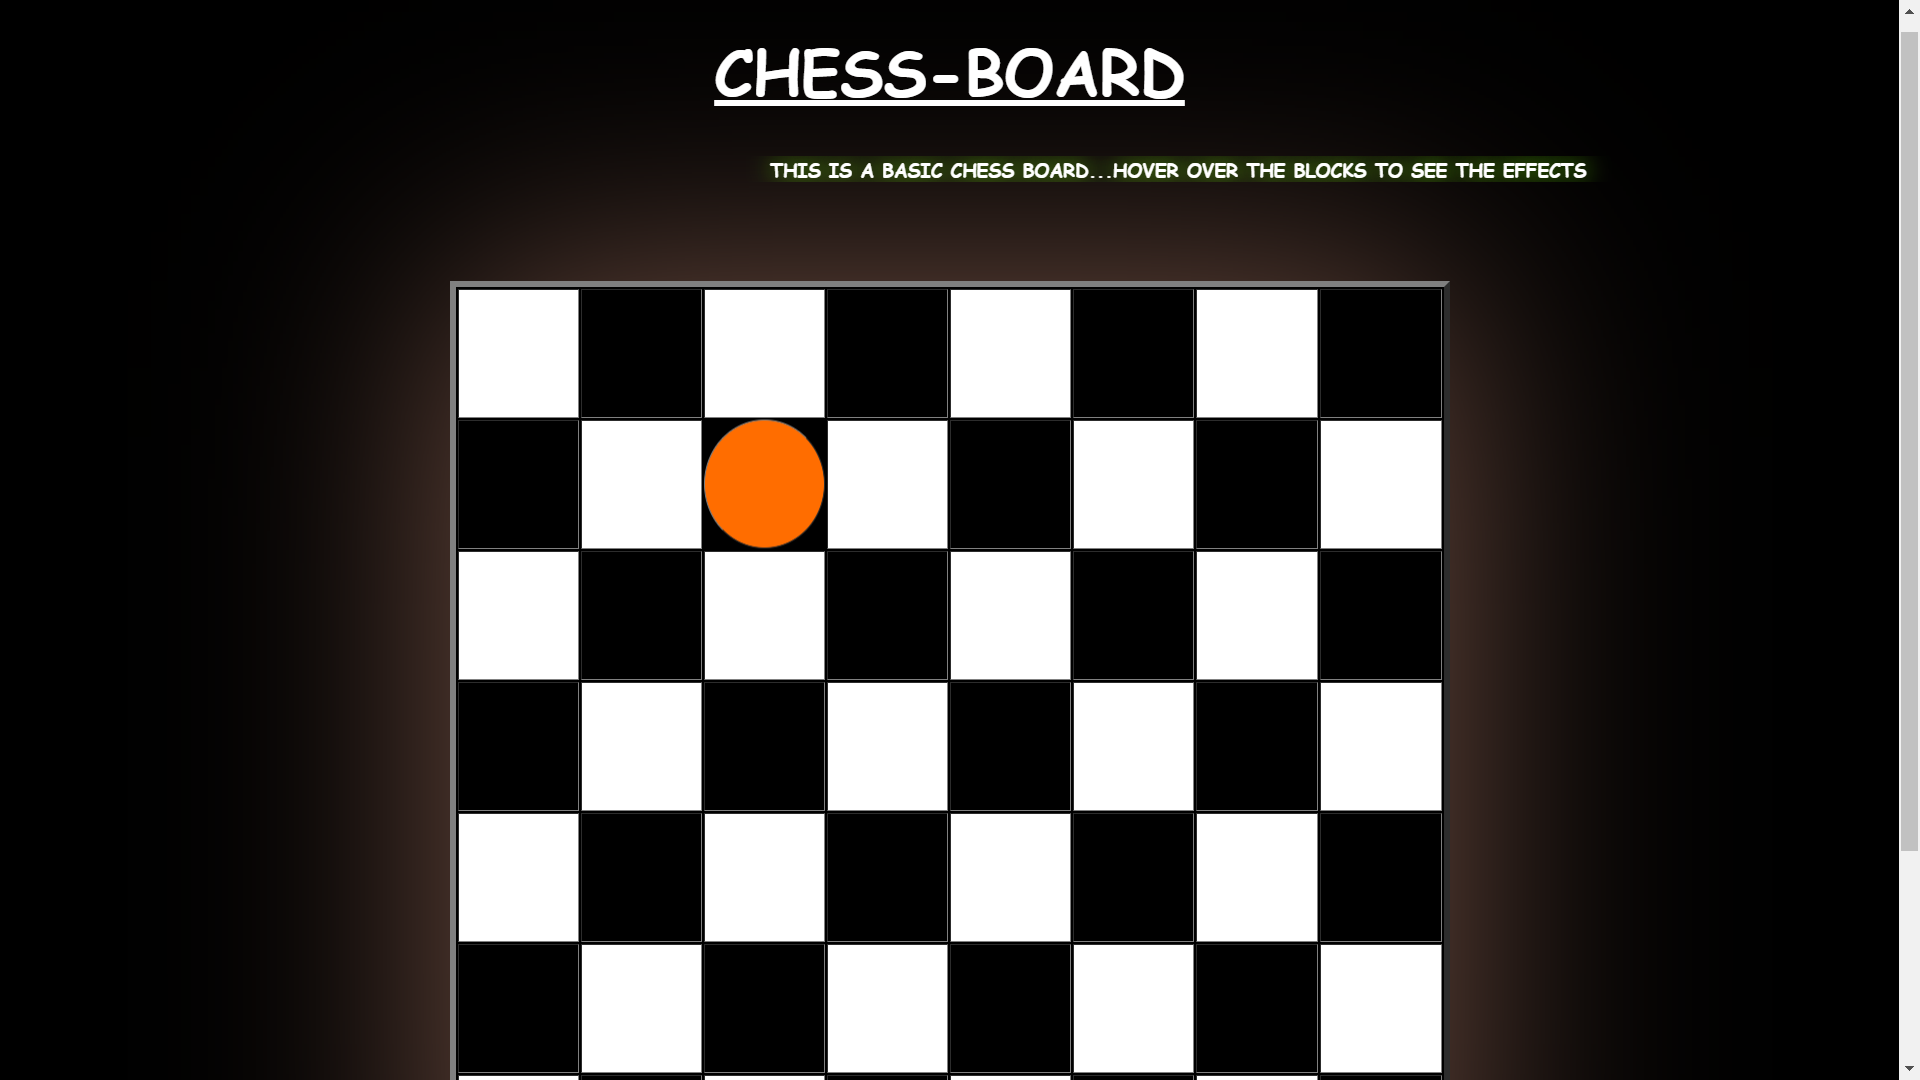 CHESS-BOARD
THIS IS A BASIC CHESS BOARD...HOVER OVER THE BLOCKS TO SEE THE EFFECTS